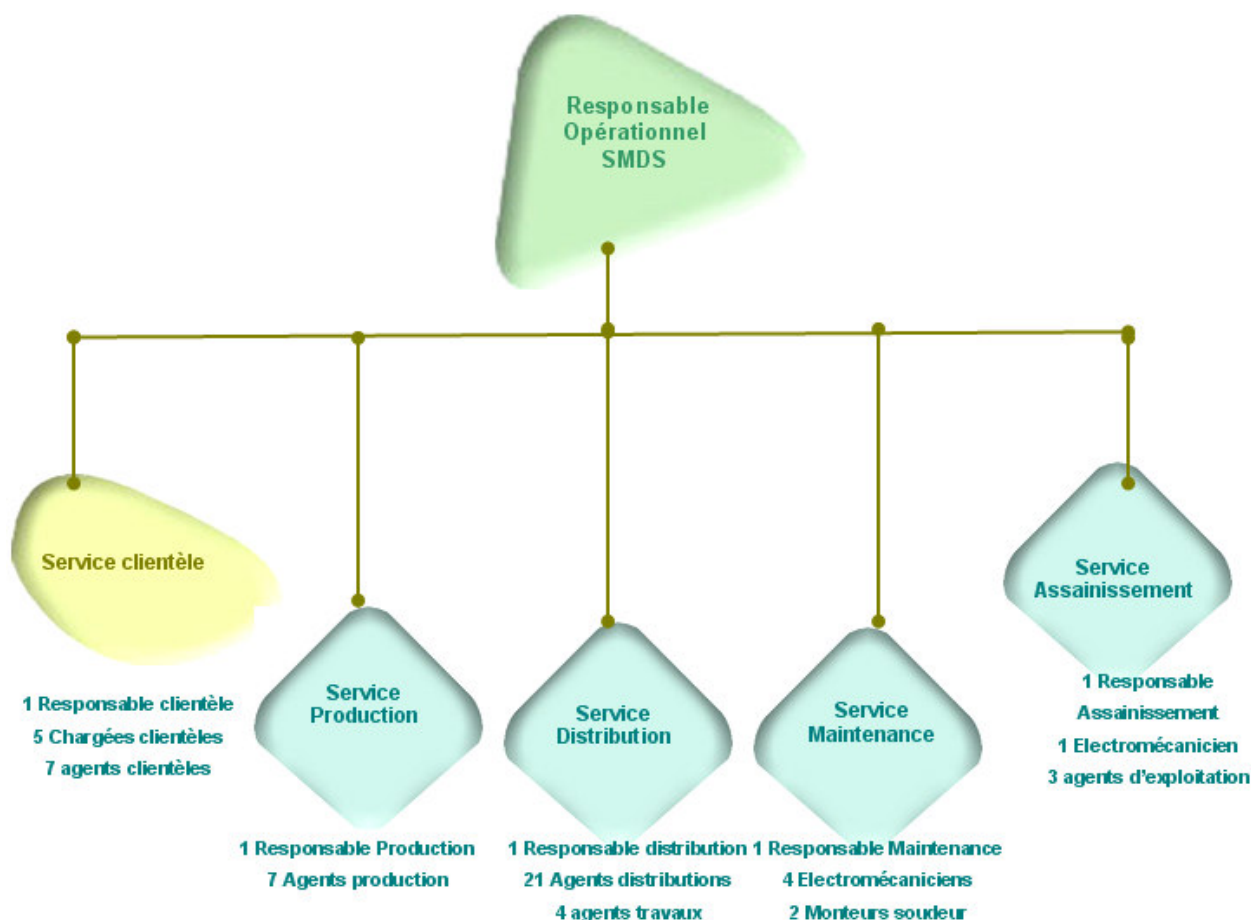 Responsable
Opérationnel
SMDS
Service clientèle
1 Responsable clientèle
5 Chargées clientèles
7 agents clientèles
Service
Production
1 Responsable Production
7 Agents production
Service
Distribution
1 Responsable distribution
21 Agents distributions
4 agents travaux
Service
Maintenance
1 Responsable Maintenance
4 Electromécaniciens
2 Monteurs soudeur
Service
Assainissement
1 Responsable
Assainissement
1 Electromécanicien
3 agents d'exploitation